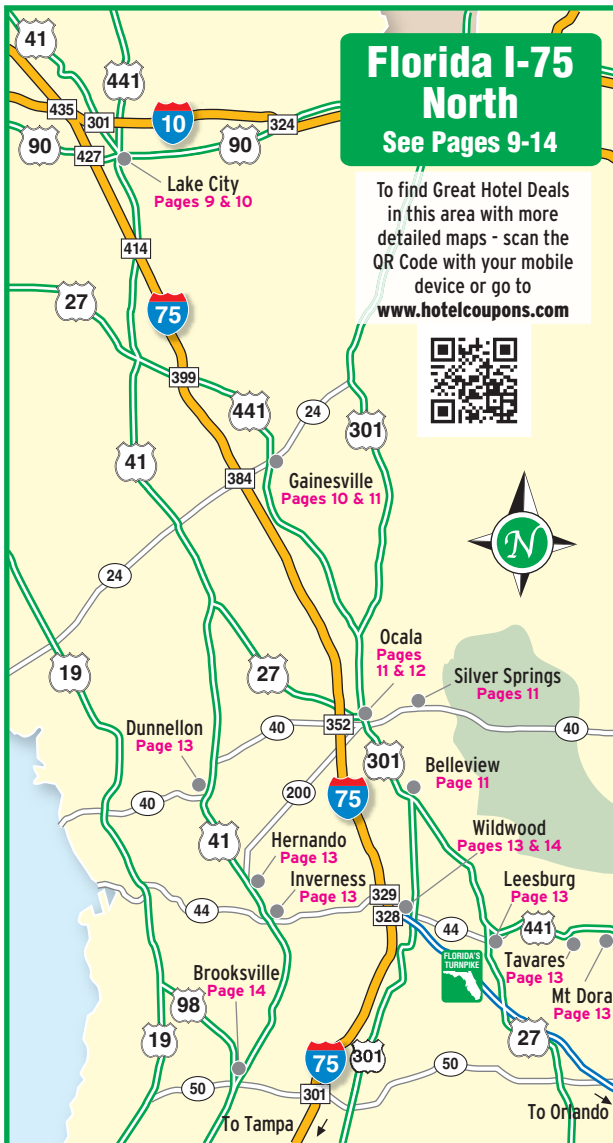 Florida I-75
North
See Pages 9-14
To find Great Hotel Deals
in this area with more
detailed maps - scan the
QR Code with your mobile
device or go to
www.hotelcoupons.com
41
441
435
301
10
324
90
427
90
Lake City
Pages 9 & 10
414
27
75
399
441
24
301
41
384
Gainesville
Pages 10 & 11
N
24
19
27
Ocala
Pages
11 & 12
Silver Springs
Pages 11
Dunnellon
Page 13
40
352
40
301
Belleview
Page 11
40
200
75
41
Hernando
Page 13
Wildwood
Pages 13 & 14
Inverness
Page 13
329
328
44
44
Leesburg
Page 13
441
Tavares
Page 13
Mt Dora
Page 13
FLORIDA'S
TURNPIKE
Brooksville
Page 14
98
19
27
75
301
50
301
50
To Tampa
To Orlando